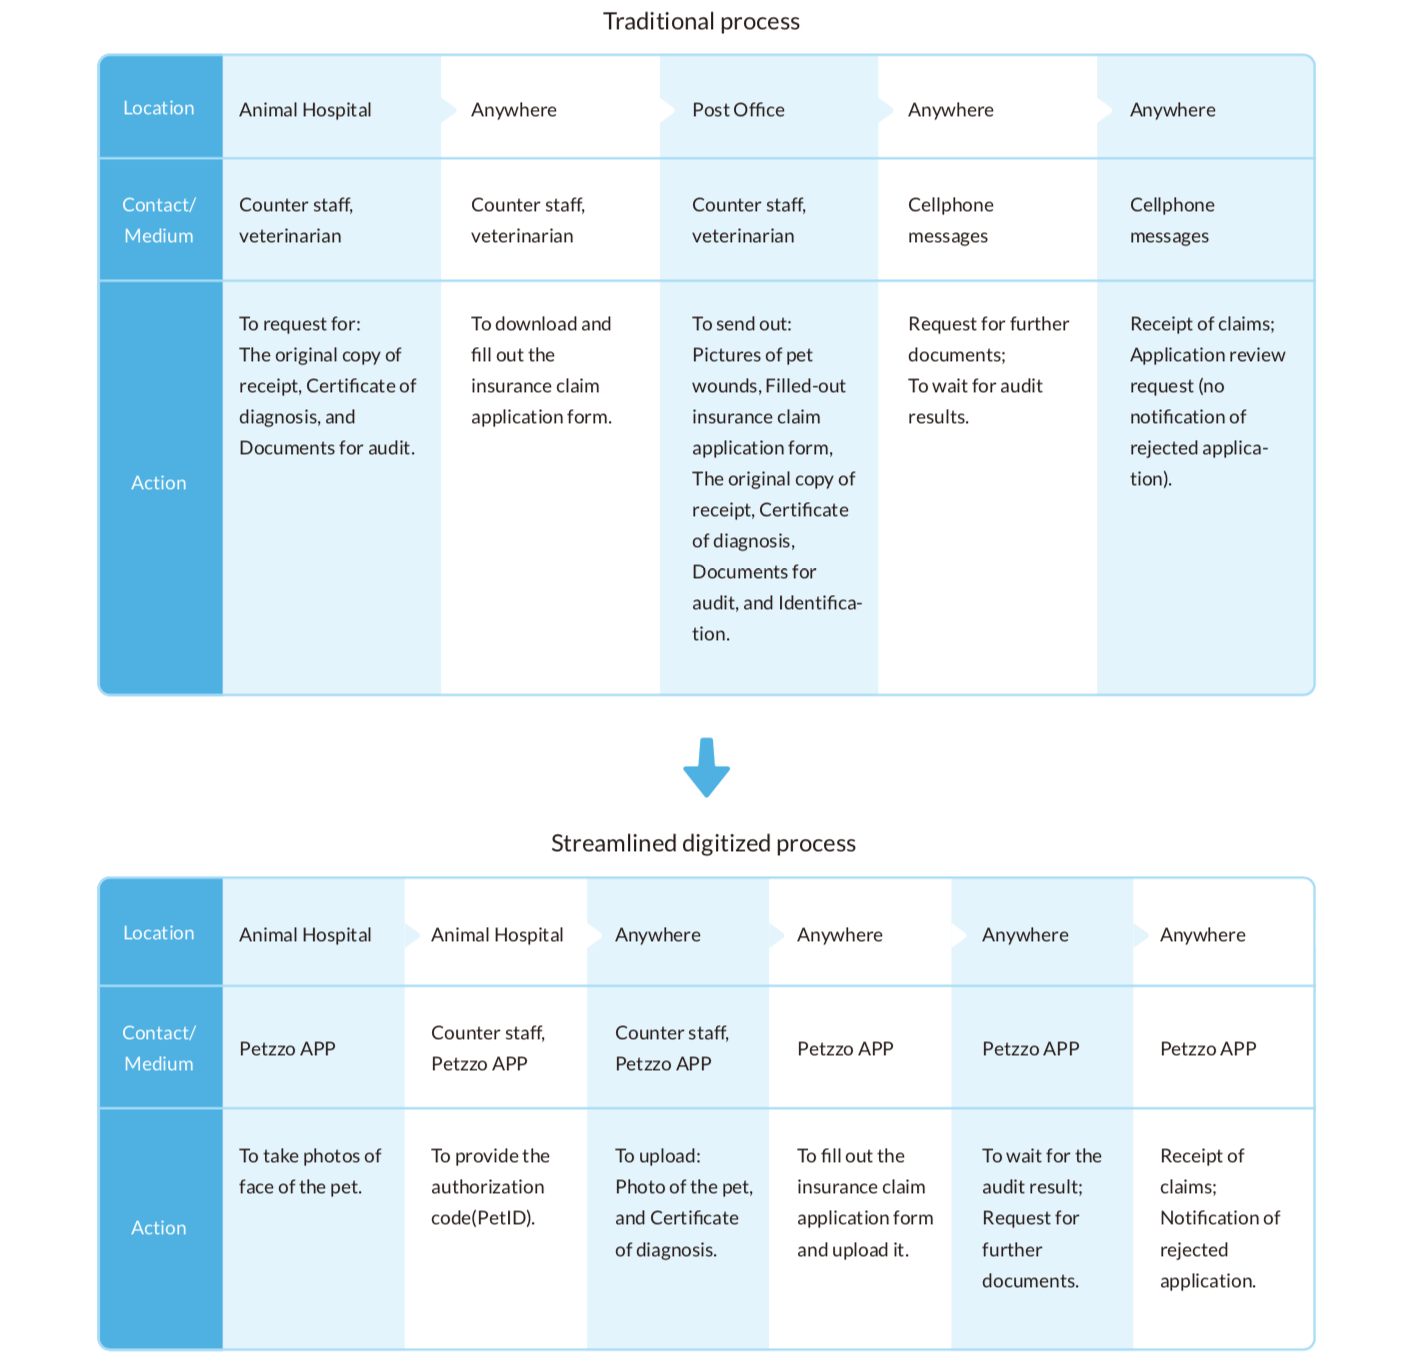 Traditional process
Location
Animal Hospital
Anywhere
Post Office
Anywhere
Anywhere
Contact/
Medium
Counter staff,
veterinarian
Counter staff,
veterinarian
Counter staff,
veterinarian
Cellphone
messages
Cellphone
messages
Action
To request for:
The original copy of
receipt, Certificate of
diagnosis, and
Documents for audit.
To download and
fill out the
insurance claim
application form.
To send out:
Pictures of pet
wounds, Filled-out
insurance claim
application form,
The original copy of
receipt, Certificate
of diagnosis,
Documents for
audit, and Identifica-
tion.
Request for further
documents;
To wait for audit
results.
Receipt of claims;
Application review
request (no
notification of
rejected applica-
tion).
Streamlined digitized process
Location
Animal Hospital
Animal Hospital
Anywhere
Anywhere
Anywhere
Anywhere
Contact/
Medium
Petzzo APP
Counter staff,
Petzzo APP
Counter staff,
Petzzo APP
Petzzo APP
Petzzo APP
Petzzo APP
Action
To take photos of
face of the pet.
To provide the
authorization
code(PetID).
To upload:
Photo of the pet,
and Certificate
of diagnosis.
To fill out the
insurance claim
application form
and upload it.
To wait for the
audit result;
Request for
further
documents.
Receipt of
claims;
Notification of
rejected
application.